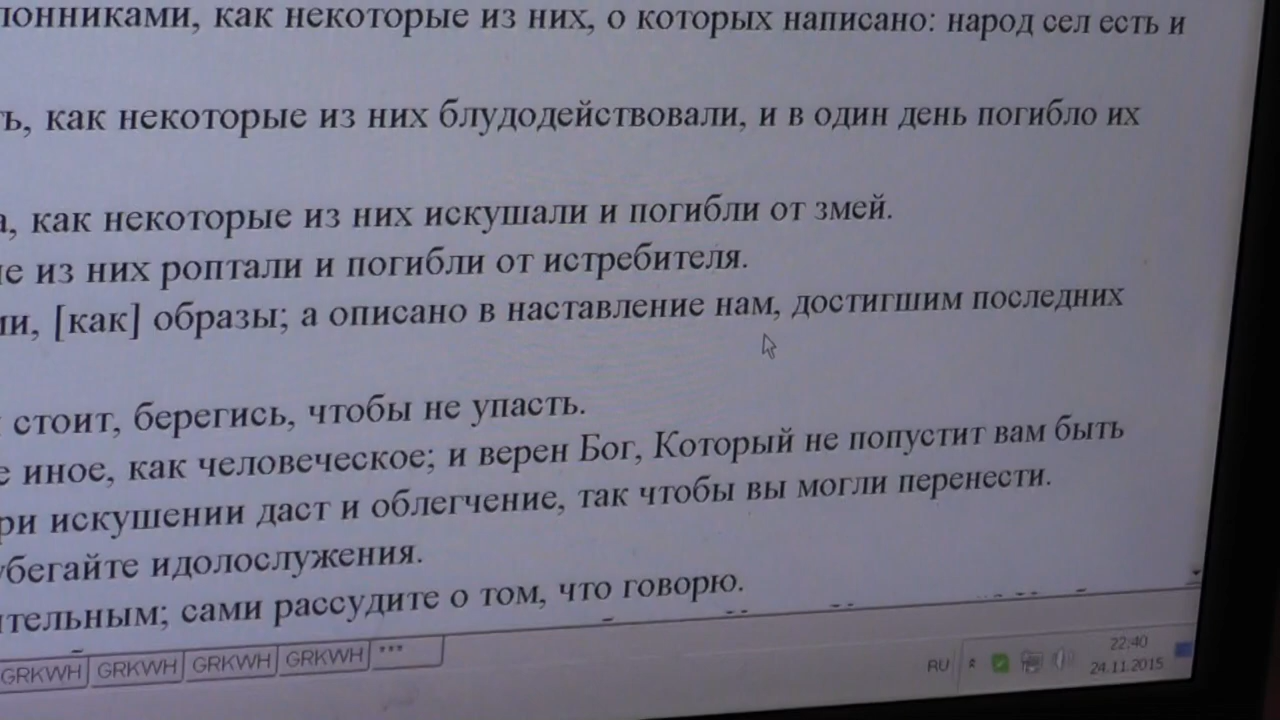 лонниками, как некоторые из них, о которых написано: народ сел есть и
ть, как некоторые из них блудодействовали, и в один день погибло их
а, как некоторые из них искушали и погибли от змей.
ие из них роптали и погибли от истребителя.
ми, [как] образы; а описано в наставление нам, достигшим последних
стоит, берегись, чтобы не упасть.
е иное, как человеческое; и верен Бог, Который не попустит вам быть
ри искушении даст и облегчение, так чтобы вы могли перенести.
убегайте идолослужения.
ительным; сами рассудите о том, что говорю.
GRKWH GRKWH GRKWH GRKWH ***
RU 22:40
24.11.2015